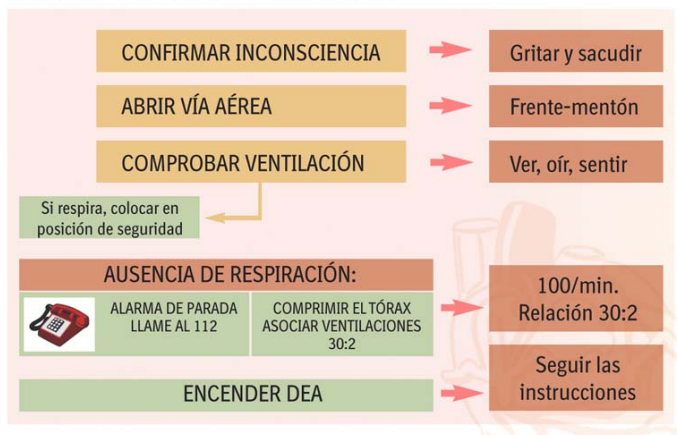 CONFIRMAR INCONSCIENCIA
Gritar y sacudir
ABRIR VÍA AÉREA
Frente-mentón
COMPROBAR VENTILACIÓN
Ver, oír, sentir
Si respira, colocar en
posición de seguridad
AUSENCIA DE RESPIRACIÓN:
ALARMA DE PARADA
LLAME AL 112
COMPRIMIR EL TÓRAX
ASOCIAR VENTILACIONES
30:2
100/min.
Relación 30:2
ENCENDER DEA
Seguir las
instrucciones